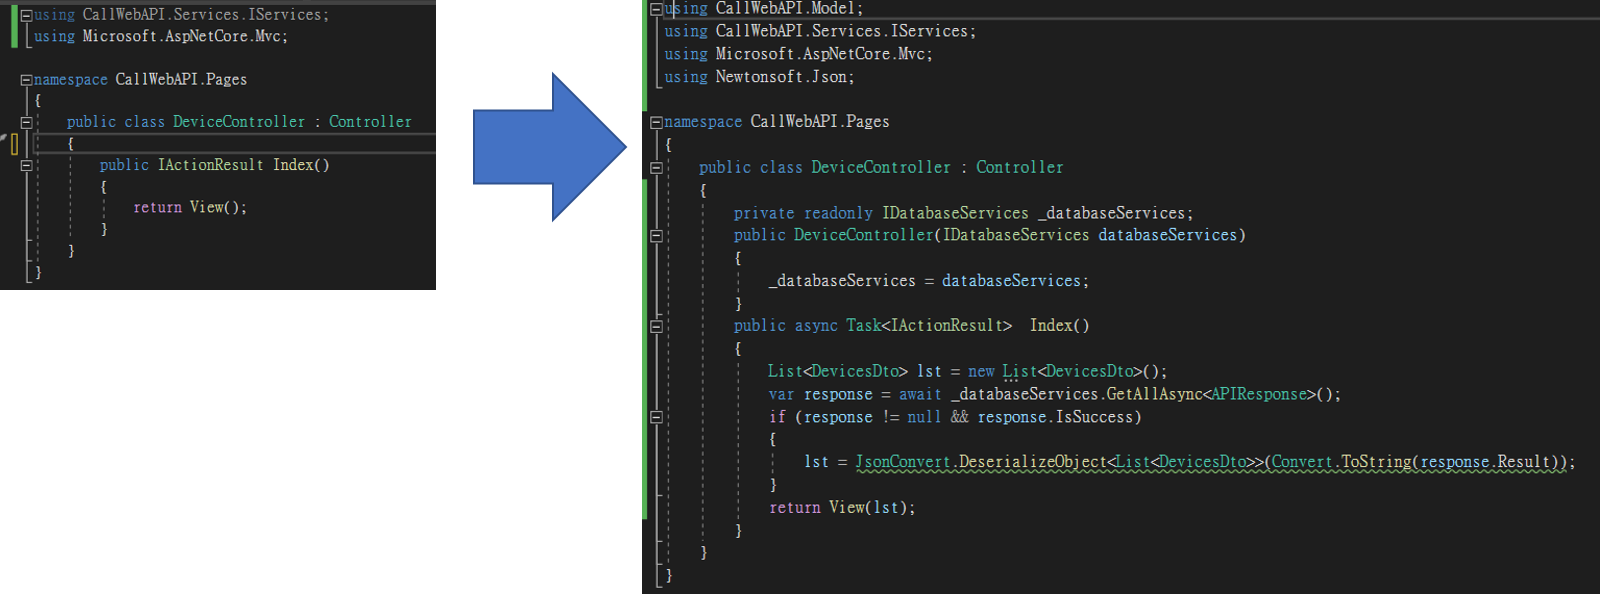 using CallWebAPI.Services.IServices;
using Microsoft.AspNetCore.Mvc;
namespace CallWebAPI.Pages
{
public class DeviceController : Controller
{
public IActionResult Index()
{
return View();
}
}
}
using CallWebAPI.Model;
using CallWebAPI.Services.IServices;
using Microsoft.AspNetCore.Mvc;
using Newtonsoft.Json;
namespace CallWebAPI.Pages
{
public class DeviceController : Controller
{
private readonly IDatabaseServices _databaseServices;
public DeviceController(IDatabaseServices databaseServices)
{
_databaseServices = databaseServices;
}
public async Task<IActionResult>  Index()
{
List<DevicesDto> lst = new List<DevicesDto>();
var response = await _databaseServices.GetAllAsync<APIResponse>();
if (response != null && response.IsSuccess)
{
lst = JsonConvert.DeserializeObject<List<DevicesDto>>(Convert.ToString(response.Result));
}
return View(lst);
}
}
}